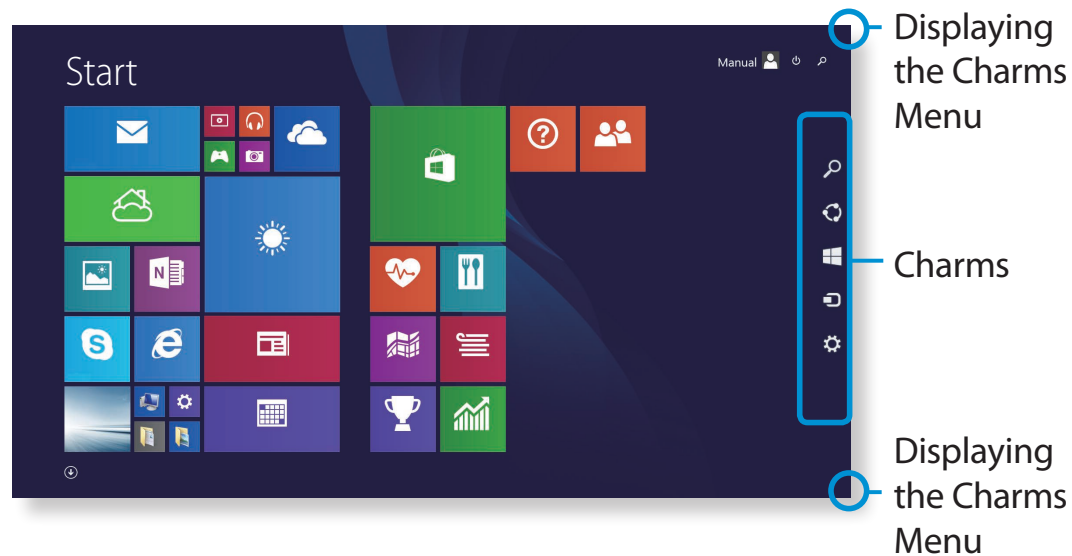 Displaying
the Charms
Menu
Start
Manual
Charms
Displaying
the Charms
Menu